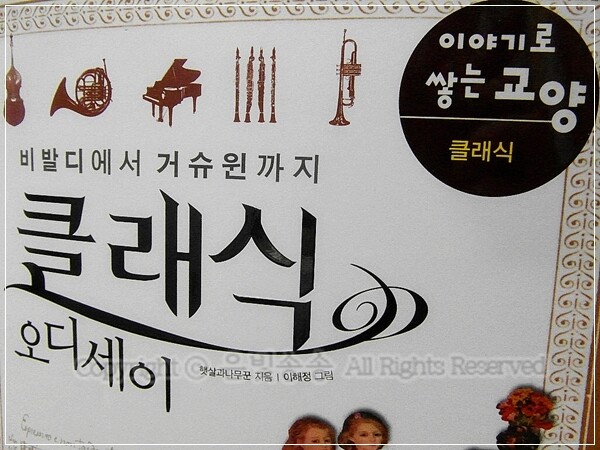 이야기로
쌓는 교양
클래식
비발디에서 거슈윈까지
클래식
오디세이
햇살과나무꾼 지음 | 이해정 그림
Copyright © All Rights Reserved